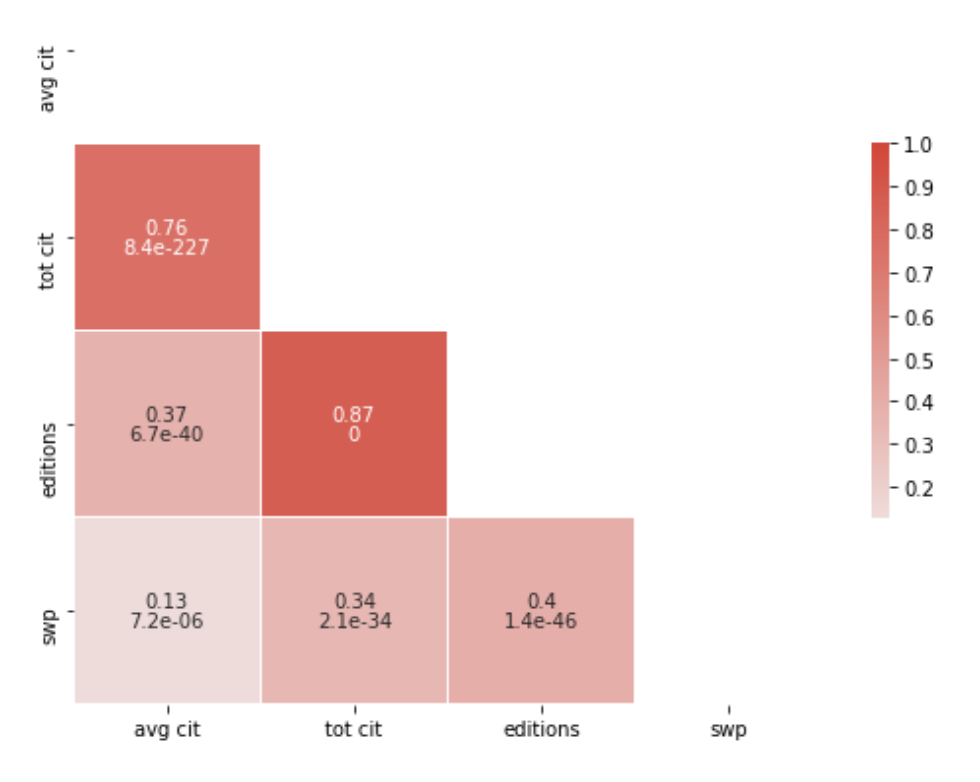 avg cit
1.0
0.9
0.76
8.4e-227
tot cit
0.8
0.7
0.6
0.5
0.37
6.7e-40
0.87
0
editions
0.4
0.3
0.2
0.13
7.2e-06
0.34
2.1e-34
0.4
1.4e-46
swp
avg cit
tot cit
editions
swp